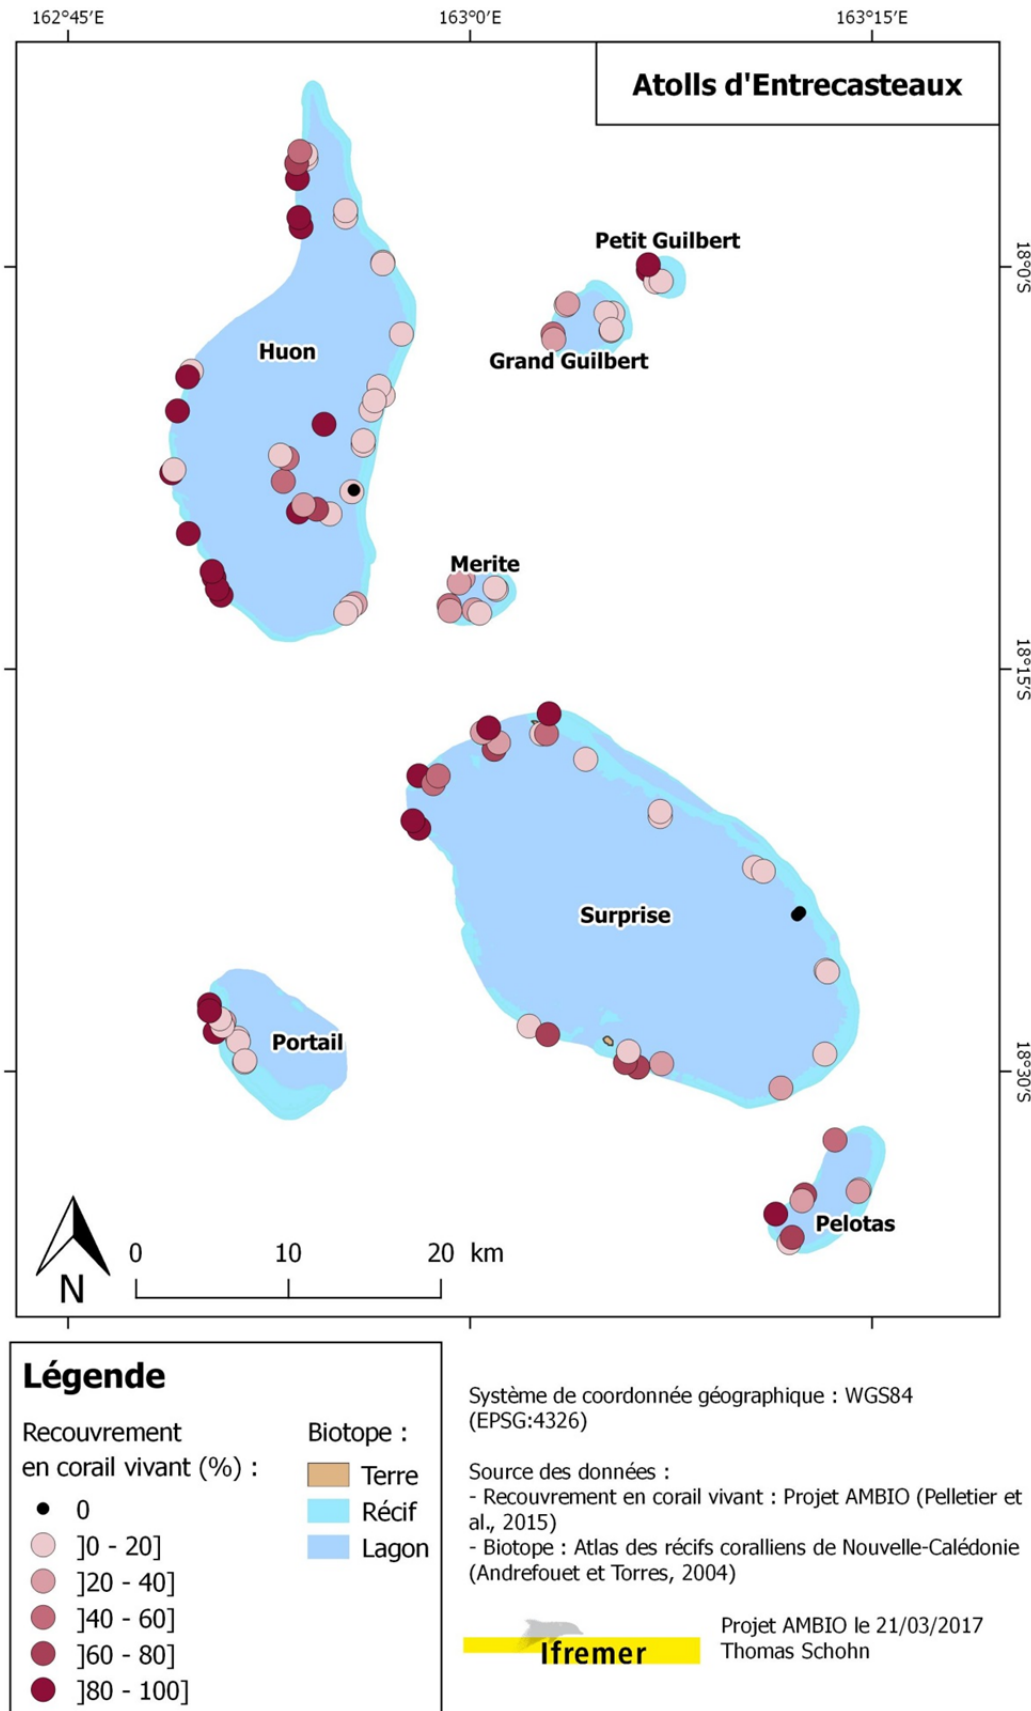 162°45′E
163°0′E
163°15′E
Atolls d'Entrecasteaux
Petit Guilbert
18°0′S
Huon
Grand Guilbert
Merite
18°15′S
Surprise
Portail
18°30′S
Pelotas
0 10 20 km
N
Légende
Recouvrement
en corail vivant (%) :
0
]0 - 20]
]20 - 40]
]40 - 60]
]60 - 80]
]80 - 100]
Biotope :
Terre
Récif
Lagon
Système de coordonnée géographique : WGS84
(EPSG:4326)
Source des données :
- Recouvrement en corail vivant : Projet AMBIO (Pelletier et
al., 2015)
- Biotope : Atlas des récifs coralliens de Nouvelle-Calédonie
(Andrefouet et Torres, 2004)
Ifremer
Projet AMBIO le 21/03/2017
Thomas Schohn